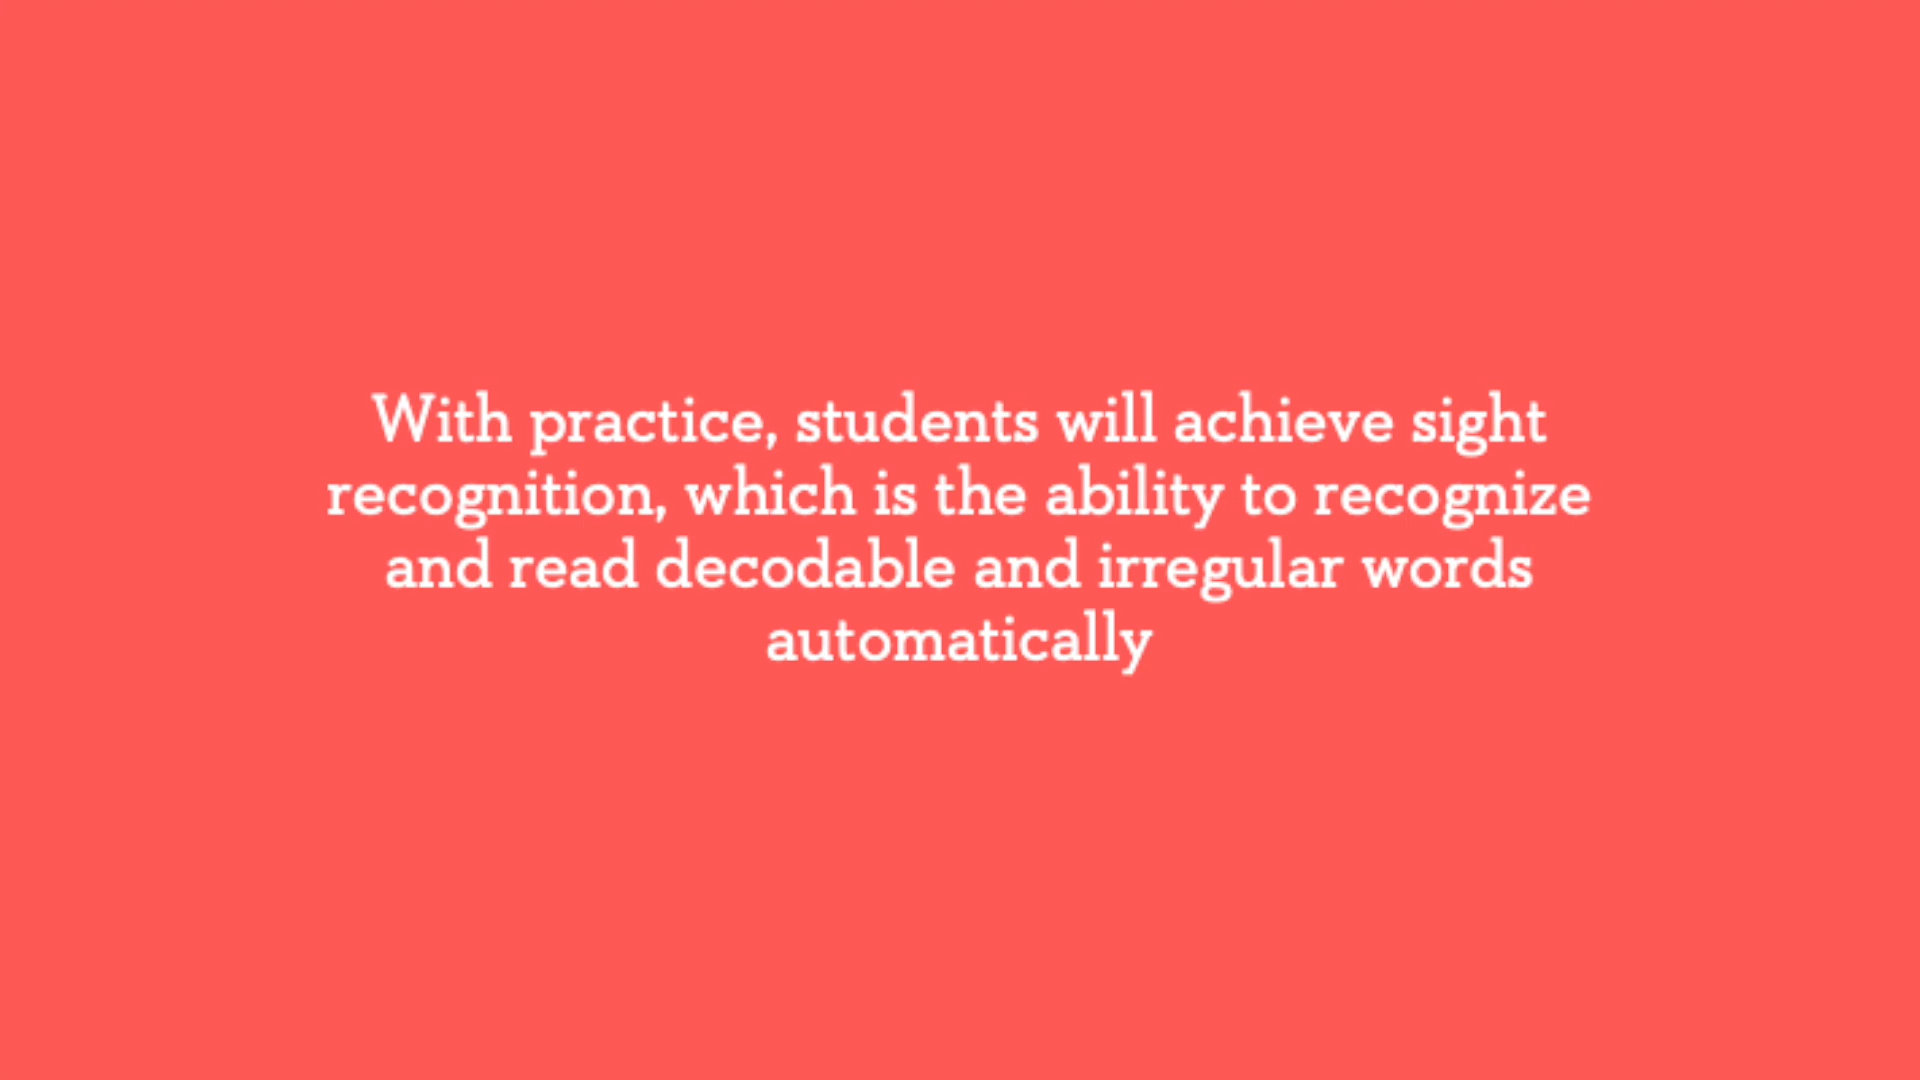 With practice, students will achieve sight
recognition, which is the ability to recognize
and read decodable and irregular words
automatically